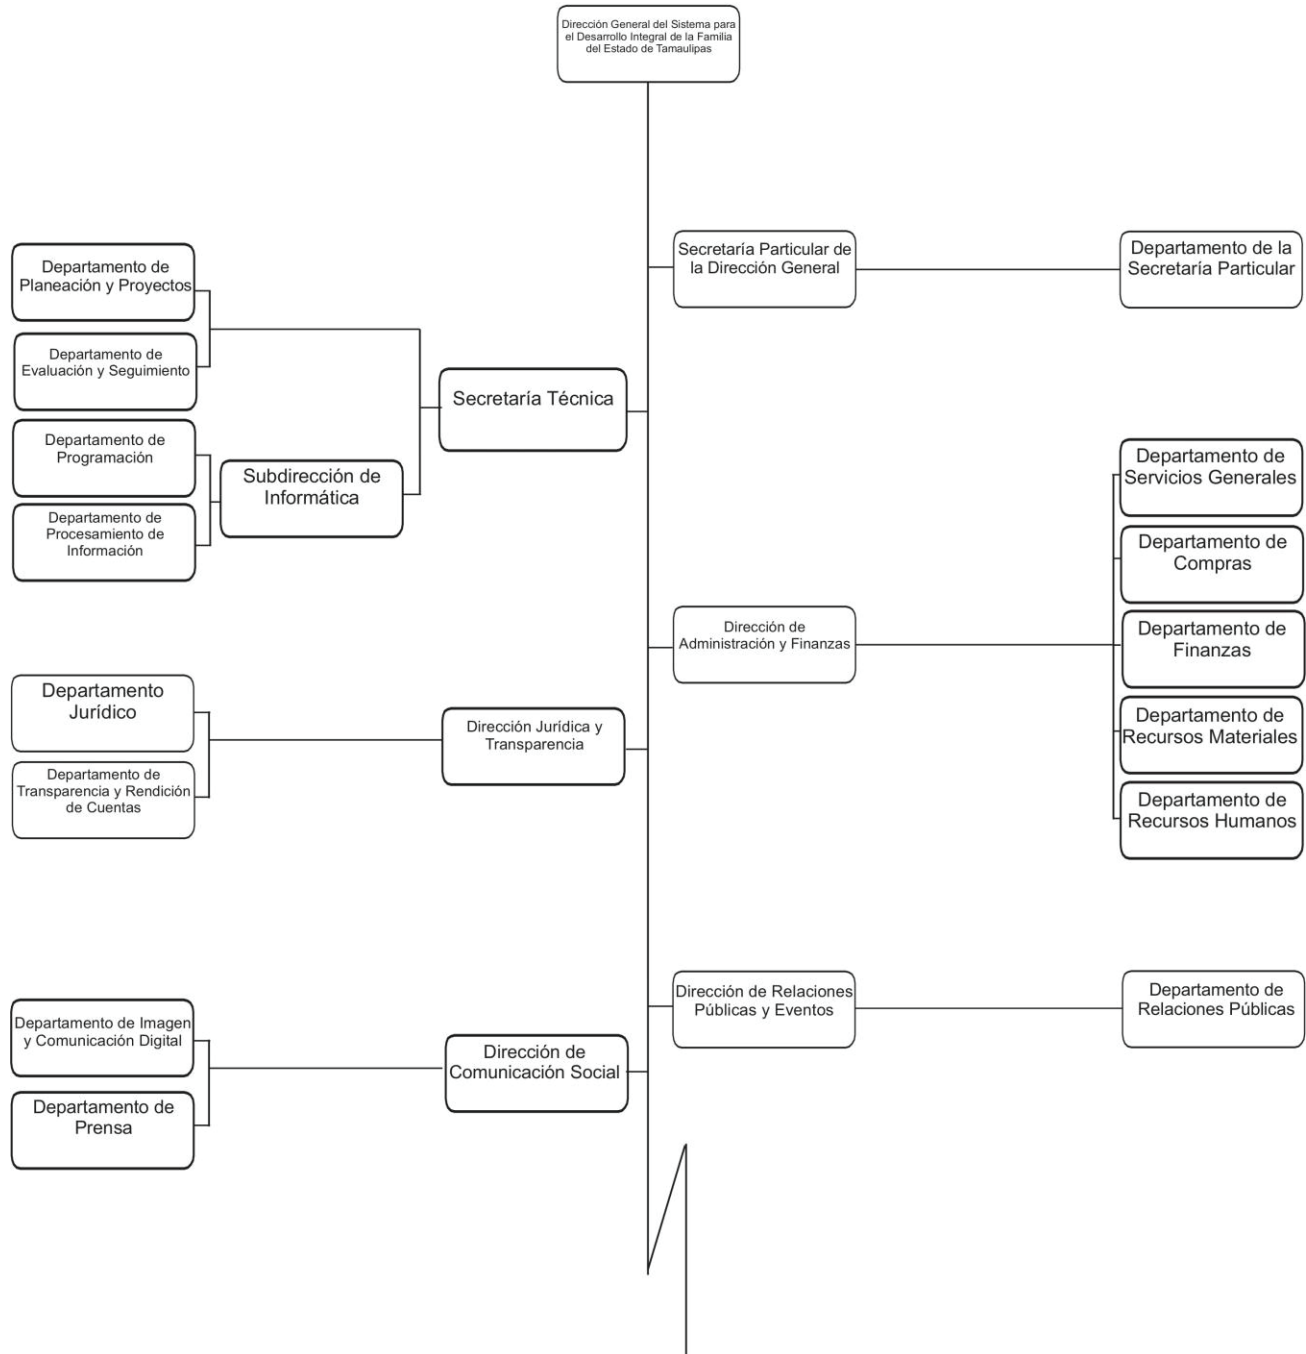 Dirección General del Sistema para
el Desarrollo Integral de la Familia
del Estado de Tamaulipas
Secretaría Particular de
la Dirección General
Departamento de la
Secretaría Particular
Departamento de
Planeación y Proyectos
Departamento de
Evaluación y Seguimiento
Secretaría Técnica
Departamento de
Programación
Subdirección de
Informática
Departamento de
Procesamiento de
Información
Departamento de
Servicios Generales
Departamento de
Compras
Dirección de
Administración y Finanzas
Departamento de
Finanzas
Departamento de
Recursos Materiales
Departamento de
Recursos Humanos
Departamento
Jurídico
Dirección Jurídica y
Transparencia
Departamento de
Transparencia y Rendición
de Cuentas
Dirección de Relaciones
Públicas y Eventos
Departamento de
Relaciones Públicas
Departamento de Imagen
y Comunicación Digital
Dirección de
Comunicación Social
Departamento de
Prensa